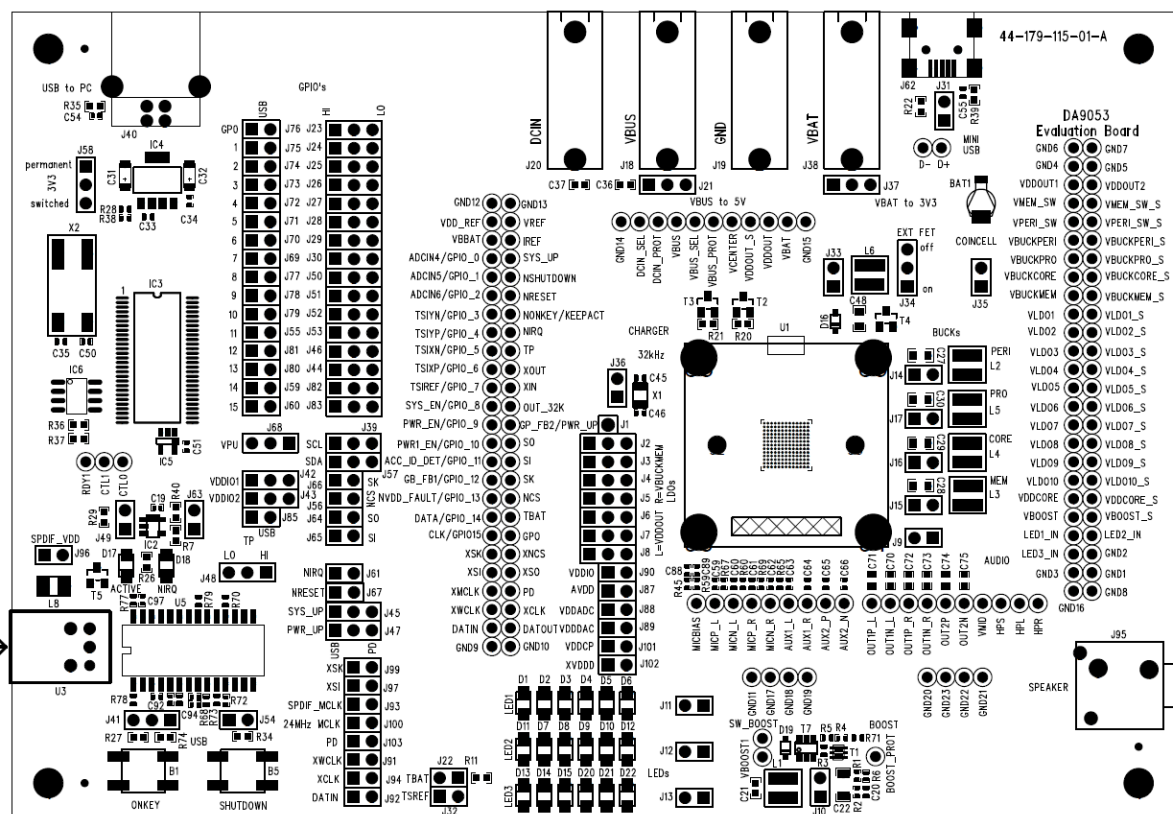 44-179-115-01-A
DA9053
Evaluation Board
USB to PC
R35
C54
J40
GPIO's
USB
HI
LO
DCIN
VBUS
GND
VBAT
J20
J18
J19
J38
J62
R22
J31
C55
R39
MINI
USB
D-
D+
J58
permanent
3V3
switched
IC4
C31
C32
C34
R28
R38
C33
X2
IC3
1
C35
C50
IC6
R36
R37
IC5
C51
GPO J76 J23
1 J75 J24
2 J74 J25
3 J73 J26
4 J72 J27
5 J71 J28
6 J70 J29
7 J69 J30
8 J77 J50
9 J78 J51
10 J79 J52
11 J55 J53
12 J81 J46
13 J80 J44
14 J59 J82
15 J60 J83
C37
C36
J21
VBUS to 5V
J37
VBAT to 3V3
BAT1
COINCELL
J35
GND12 GND13
VDD_REF VREF
VBBAT IREF
ADCIN4/GPIO_0 SYS_UP
ADCIN5/GPIO_1 NSHUTDOWN
ADCIN6/GPIO_2 NRESET
TSIYN/GPIO_3 NONKEY/KEEPACT
TSIYP/GPIO_4 NIRQ
TSIXN/GPIO_5 TP
TSIXP/GPIO_6 XOUT
TSIREF/GPIO_7 XIN
SYS_EN/GPIO_8 OUT_32K
PWR_EN/GPIO_9 GP_FB2/PWR_UP
PWR1_EN/GPIO_10 SO
ACC_ID_DET/GPIO_11 SI
GB_FB1/GPIO_12 SK
NVDD_FAULT/GPIO_13 NCS
DATA/GPIO_14 TBAT
CLK/GPIO15 GPO
XSK XNCS
XSI XSO
XMCLK PD
XWCLK XCLK
DATIN DATOUT
GND9 GND10
GND14
DCIN_SEL
DCIN_PROT
VBUS
VBUS_SEL
VBUS_PROT
VCENTER
VDDOUT_S
VDDOUT
VBAT
GND15
J33
L6
EXT FET
off
on
J34
C48
D16
T4
T3
T2
R21
R20
CHARGER
32kHz
J36
C45
X1
C46
U1
BUCKs
C27
PERI
L2
J14
C30
PRO
L5
J17
C29
CORE
L4
J16
C28
MEM
L3
J15
J9
GND6 GND7
GND4 GND5
VDDOUT1 VDDOUT2
VMEM_SW VMEM_SW_S
VPERI_SW VPERI_SW_S
VBUCKPERI VBUCKPERI_S
VBUCKPRO VBUCKPRO_S
VBUCKCORE VBUCKCORE_S
VBUCKMEM VBUCKMEM_S
VLDO1 VLDO1_S
VLDO2 VLDO2_S
VLDO3 VLDO3_S
VLDO4 VLDO4_S
VLDO5 VLDO5_S
VLDO6 VLDO6_S
VLDO7 VLDO7_S
VLDO8 VLDO8_S
VLDO9 VLDO9_S
VLDO10 VLDO10_S
VDDCORE VDDCORE_S
VBOOST VBOOST_S
LED1_IN LED2_IN
LED3_IN GND2
GND3 GND1
GND8
GND16
J1
J2
J3
J4
J5
J6
J7
J8
L=VDDOUT R=VBUCKMEM
LDOs
VDDIO J90
AVDD J87
VDDADC J88
VDDDAC J89
VDDCP J101
XVDDD J102
VPU
J68
SCL
J39
SDA
J57
VDDIO1
J42
J66
SK
VDDIO2
J43
J56
NCS
J85
USB
J64
SO
J65
SI
TP
LO
HI
J48
NIRQ J61
NRESET J67
SYS_UP J45
PWR_UP J47
USB
PD
XSK J99
XSI J97
SPDIF_MCLK J93
24MHz MCLK J100
PD J103
XWCLK J91
XCLK J94
DATIN J92
RDY1
CTL1
CTL0
R29
J49
C19
R40
J63
IC2
R7
SPDIF_VDD
J96
D17
R26
D18
ACTIVE
NIRQ
L8
T5
R77
C97
U5
R79
R70
U3
R78
C92
C94
R68
R73
R72
J41
J54
R27
R74
USB
R34
B1
B5
ONKEY
SHUTDOWN
TBAT
J22
R11
TSREF
J32
LED1
D1 D2 D3 D4 D5 D6
LED2
D11 D7 D8 D9 D10 D12
LED3
D13 D14 D15 D20 D21 D22
J11
J12
LEDs
J13
C88
R45
R59
C89
C59
R67
C60
R60
C61
C62
C63
C64
C65
C66
C71
C70
C72
C73
C74
C75
AUDIO
MICBIAS
MICP_L
MICN_L
MICP_R
MICN_R
AUX1_L
AUX1_R
AUX2_P
AUX2_N
OUT1P_L
OUT1N_L
OUT1P_R
OUT1N_R
OUT2P
OUT2N
VMID
HPS
HPL
HPR
GND11
GND17
GND18
GND19
GND20
GND23
GND22
GND21
SPEAKER
J95
SW_BOOST
VBOOST1
D19
T7
R5
R4
R71
BOOST
BOOST_PROT
T1
L1
R3
C21
J10
C22
R1
R2
R6
C20